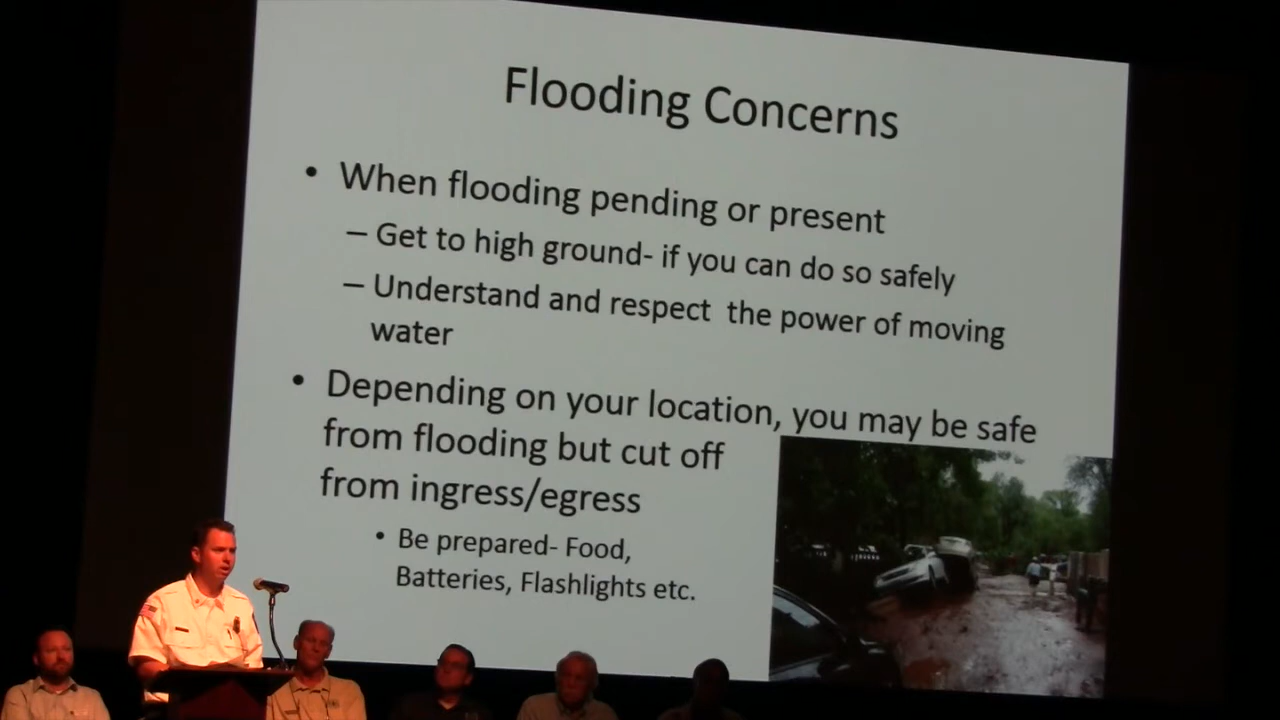 Flooding Concerns
• When flooding pending or present
– Get to high ground- if you can do so safely
– Understand and respect the power of moving
water
• Depending on your location, you may be safe
from flooding but cut off
from ingress/egress
• Be prepared- Food,
Batteries, Flashlights etc.